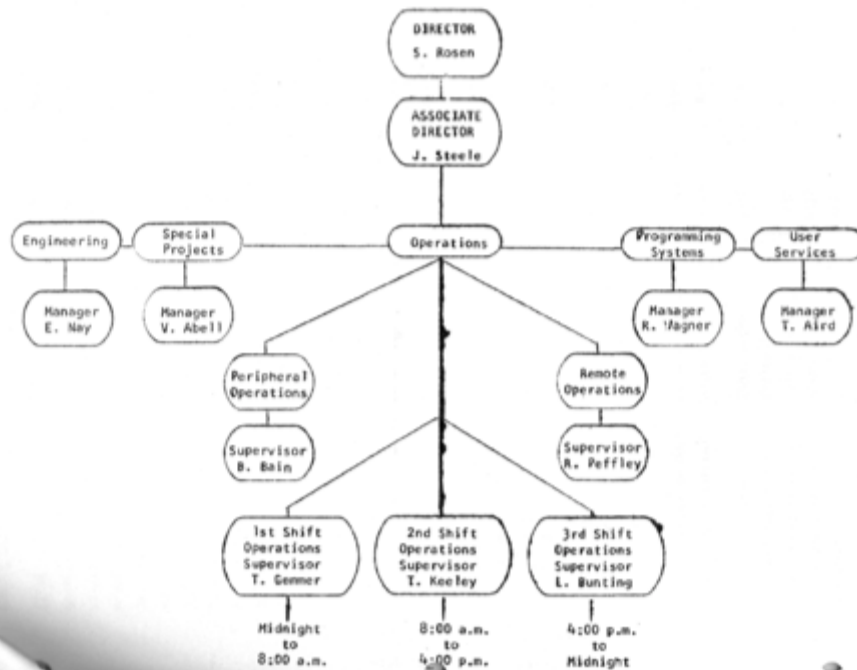 DIRECTOR
S. Rosen
ASSOCIATE
DIRECTOR
J. Steele
Engineering
Special
Projects
Operations
Programming
Systems
User
Services
Manager
E. Nay
Manager
V. Abell
Manager
R. Wagner
Manager
T. Aird
Peripheral
Operations
Remote
Operations
Supervisor
B. Bain
Supervisor
R. Peffley
1st Shift
Operations
Supervisor
T. Gemmer
2nd Shift
Operations
Supervisor
T. Keeley
3rd Shift
Operations
Supervisor
L. Bunting
Midnight
to
8:00 a.m.
8:00 a.m.
to
4:00 p.m.
4:00 p.m.
to
Midnight